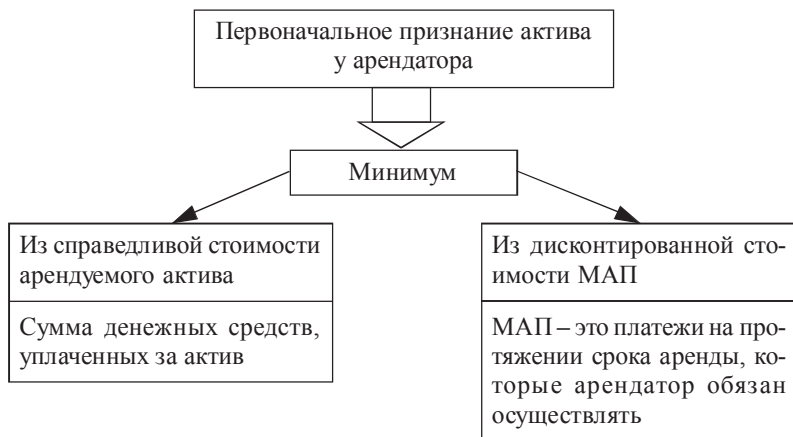 Первоначальное признание актива
у арендатора
Минимум
Из справедливой стоимости
арендуемого актива
Сумма денежных средств,
уплаченных за актив
Из дисконтированной сто-
имости МАП
МАП – это платежи на про-
тяжении срока аренды, ко-
торые арендатор обязан
осуществлять